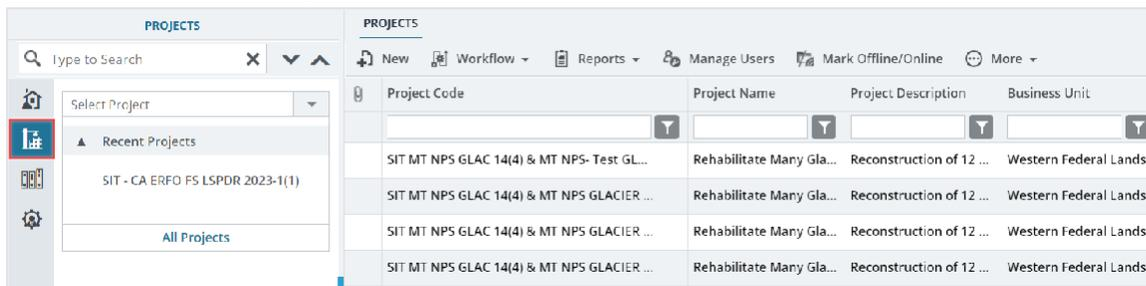 PROJECTS
Type to Search
Select Project
Recent Projects
SIT - CA ERFO FS LSPDR 2023-1(1)
All Projects
PROJECTS
New Workflow Reports Manage Users Mark Offline/Online More
Project Code Project Name Project Description Business Unit
SIT MT NPS GLAC 14(4) & MT NPS- Test GL... Rehabilitate Many Gla... Reconstruction of 12 ... Western Federal Lands
SIT MT NPS GLAC 14(4) & MT NPS GLACIER ... Rehabilitate Many Gla... Reconstruction of 12 ... Western Federal Lands
SIT MT NPS GLAC 14(4) & MT NPS GLACIER ... Rehabilitate Many Gla... Reconstruction of 12 ... Western Federal Lands
SIT MT NPS GLAC 14(4) & MT NPS GLACIER ... Rehabilitate Many Gla... Reconstruction of 12 ... Western Federal Lands